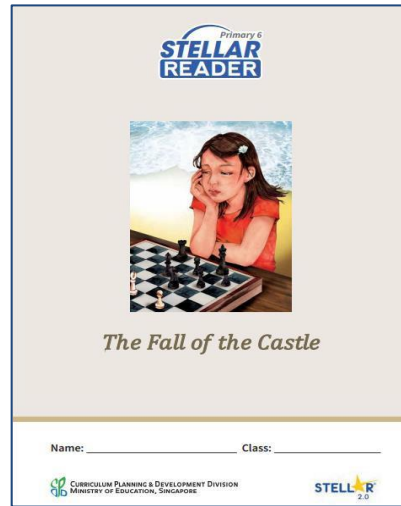 Primary 6
STELLAR
READER
The Fall of the Castle
Name: Class:
CURRICULUM PLANNING & DEVELOPMENT DIVISION
MINISTRY OF EDUCATION, SINGAPORE
STELLAR
2.0